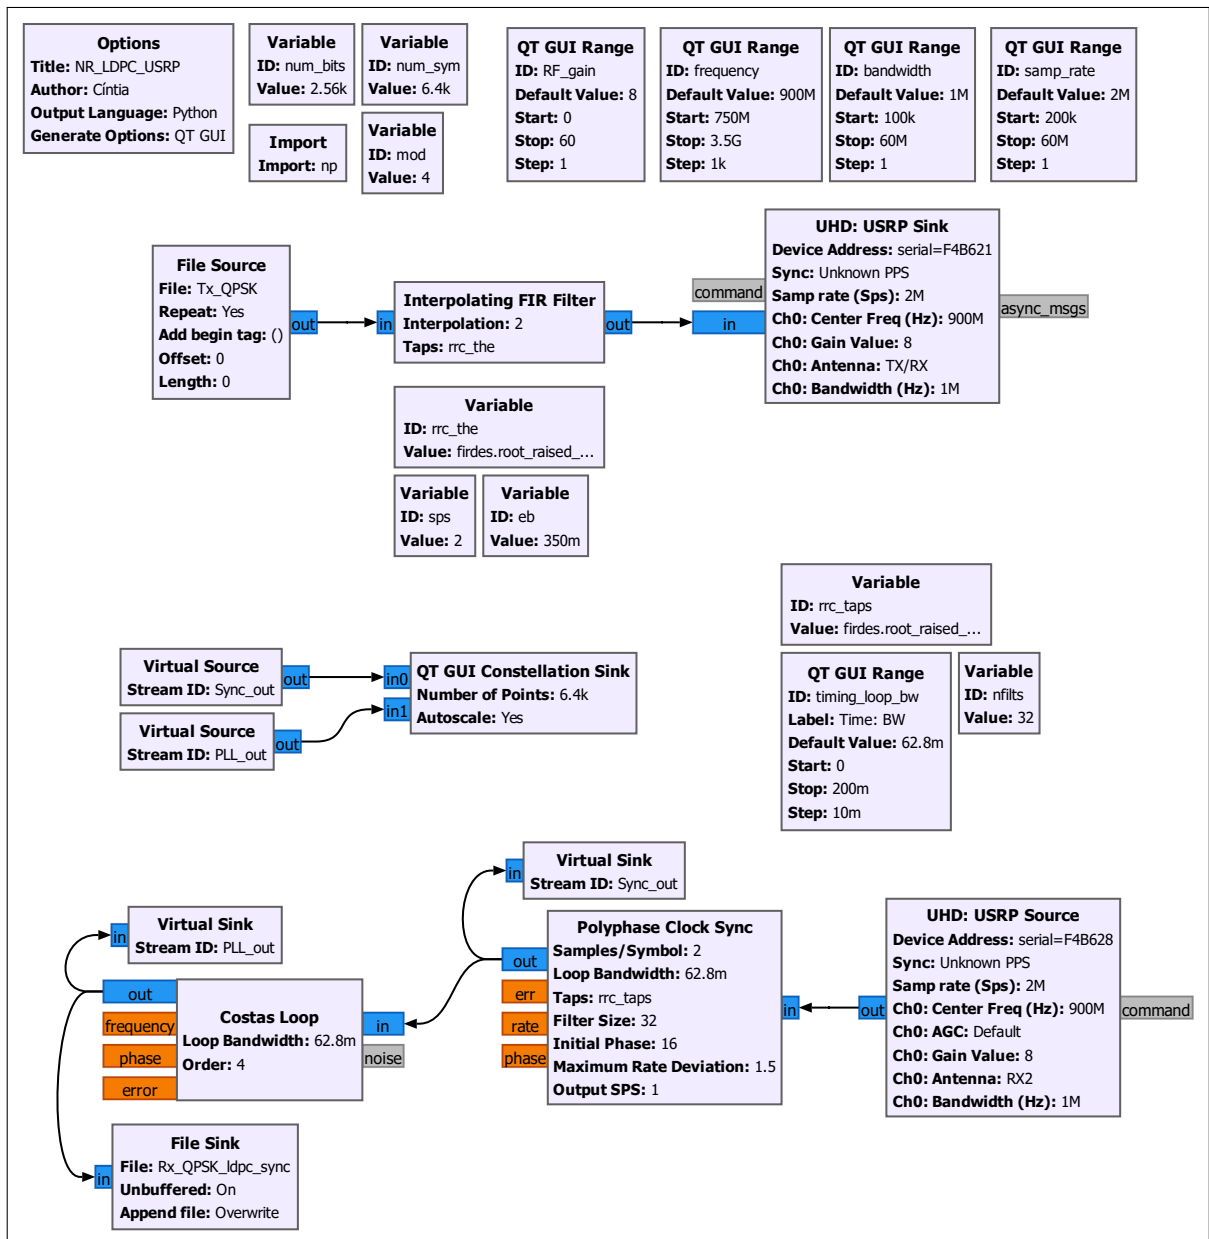 Options
Title: NR_LDPC_USRP
Author: Cíntia
Output Language: Python
Generate Options: QT GUI
Variable
ID: num_bits
Value: 2.56k
Variable
ID: num_sym
Value: 6.4k
Import
Import: np
Variable
ID: mod
Value: 4
QT GUI Range
ID: RF_gain
Default Value: 8
Start: 0
Stop: 60
Step: 1
QT GUI Range
ID: frequency
Default Value: 900M
Start: 750M
Stop: 3.5G
Step: 1k
QT GUI Range
ID: bandwidth
Default Value: 1M
Start: 100k
Stop: 60M
Step: 1
QT GUI Range
ID: samp_rate
Default Value: 2M
Start: 200k
Stop: 60M
Step: 1
File Source
File: Tx_QPSK
Repeat: Yes
Add begin tag: ()
Offset: 0
Length: 0
out
in
Interpolating FIR Filter
Interpolation: 2
Taps: rrc_the
out
command
in
UHD: USRP Sink
Device Address: serial=F4B621
Sync: Unknown PPS
Samp rate (Sps): 2M
Ch0: Center Freq (Hz): 900M
Ch0: Gain Value: 8
Ch0: Antenna: TX/RX
Ch0: Bandwidth (Hz): 1M
async_msgs
Variable
ID: rrc_the
Value: firdes.root_raised_...
Variable
ID: sps
Value: 2
Variable
ID: eb
Value: 350m
Variable
ID: rrc_taps
Value: firdes.root_raised_...
Virtual Source
Stream ID: Sync_out
out
Virtual Source
Stream ID: PLL_out
out
in0
in1
QT GUI Constellation Sink
Number of Points: 6.4k
Autoscale: Yes
QT GUI Range
ID: timing_loop_bw
Label: Time: BW
Default Value: 62.8m
Start: 0
Stop: 200m
Step: 10m
Variable
ID: nfilts
Value: 32
in
Virtual Sink
Stream ID: Sync_out
in
Virtual Sink
Stream ID: PLL_out
out
frequency
phase
error
Costas Loop
Loop Bandwidth: 62.8m
Order: 4
in
noise
out
err
rate
phase
Polyphase Clock Sync
Samples/Symbol: 2
Loop Bandwidth: 62.8m
Taps: rrc_taps
Filter Size: 32
Initial Phase: 16
Maximum Rate Deviation: 1.5
Output SPS: 1
in
out
UHD: USRP Source
Device Address: serial=F4B628
Sync: Unknown PPS
Samp rate (Sps): 2M
Ch0: Center Freq (Hz): 900M
Ch0: AGC: Default
Ch0: Gain Value: 8
Ch0: Antenna: RX2
Ch0: Bandwidth (Hz): 1M
command
in
File Sink
File: Rx_QPSK_ldpc_sync
Unbuffered: On
Append file: Overwrite